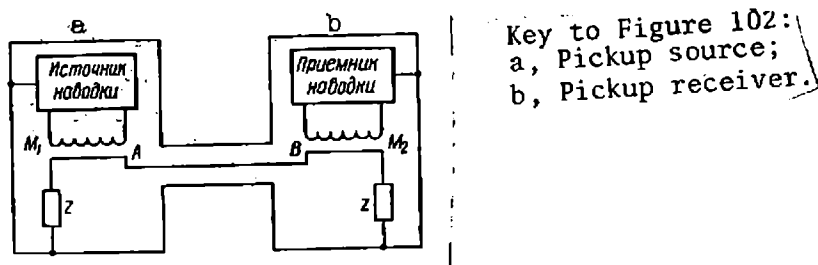 a
b
Источник
наводки
Приемник
наводки
M₁
A
B
M₂
Z
Z
Key to Figure 102:
a, Pickup source;
b, Pickup receiver.